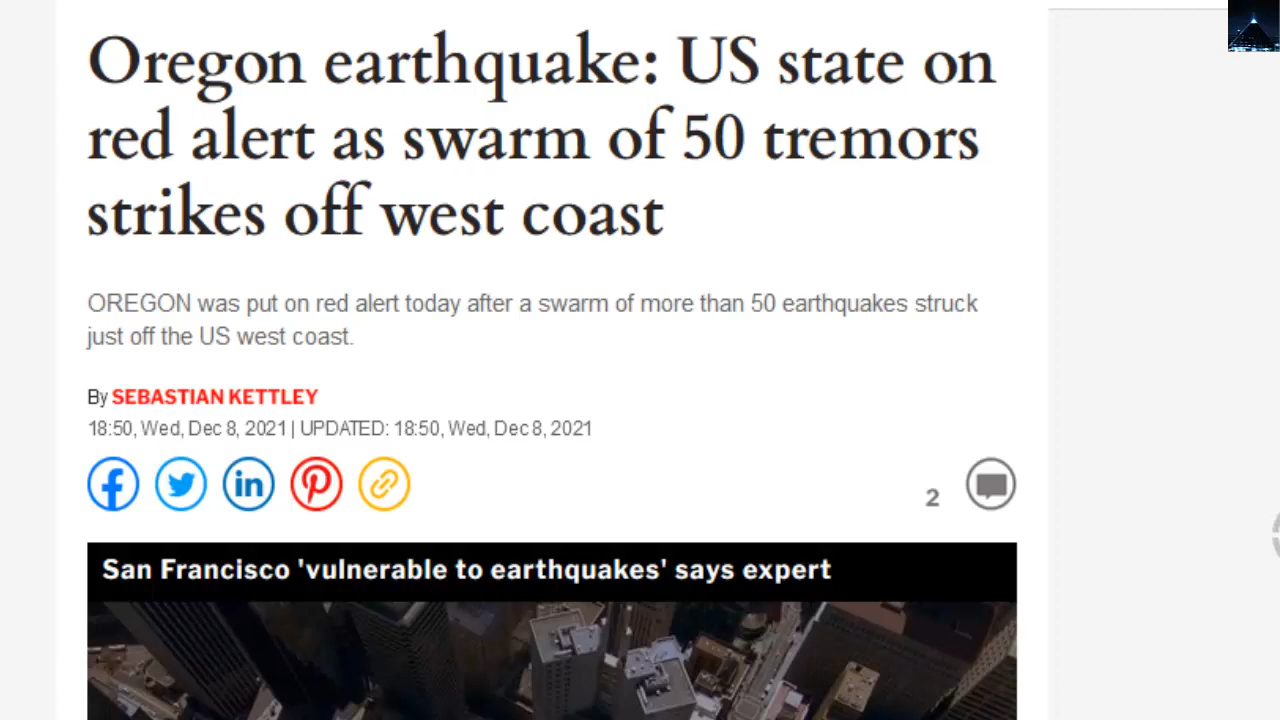 Oregon earthquake: US state on
red alert as swarm of 50 tremors
strikes off west coast
OREGON was put on red alert today after a swarm of more than 50 earthquakes struck
just off the US west coast.
By SEBASTIAN KETTLEY
18:50, Wed, Dec 8, 2021 | UPDATED: 18:50, Wed, Dec 8, 2021
in
2
San Francisco 'vulnerable to earthquakes' says expert